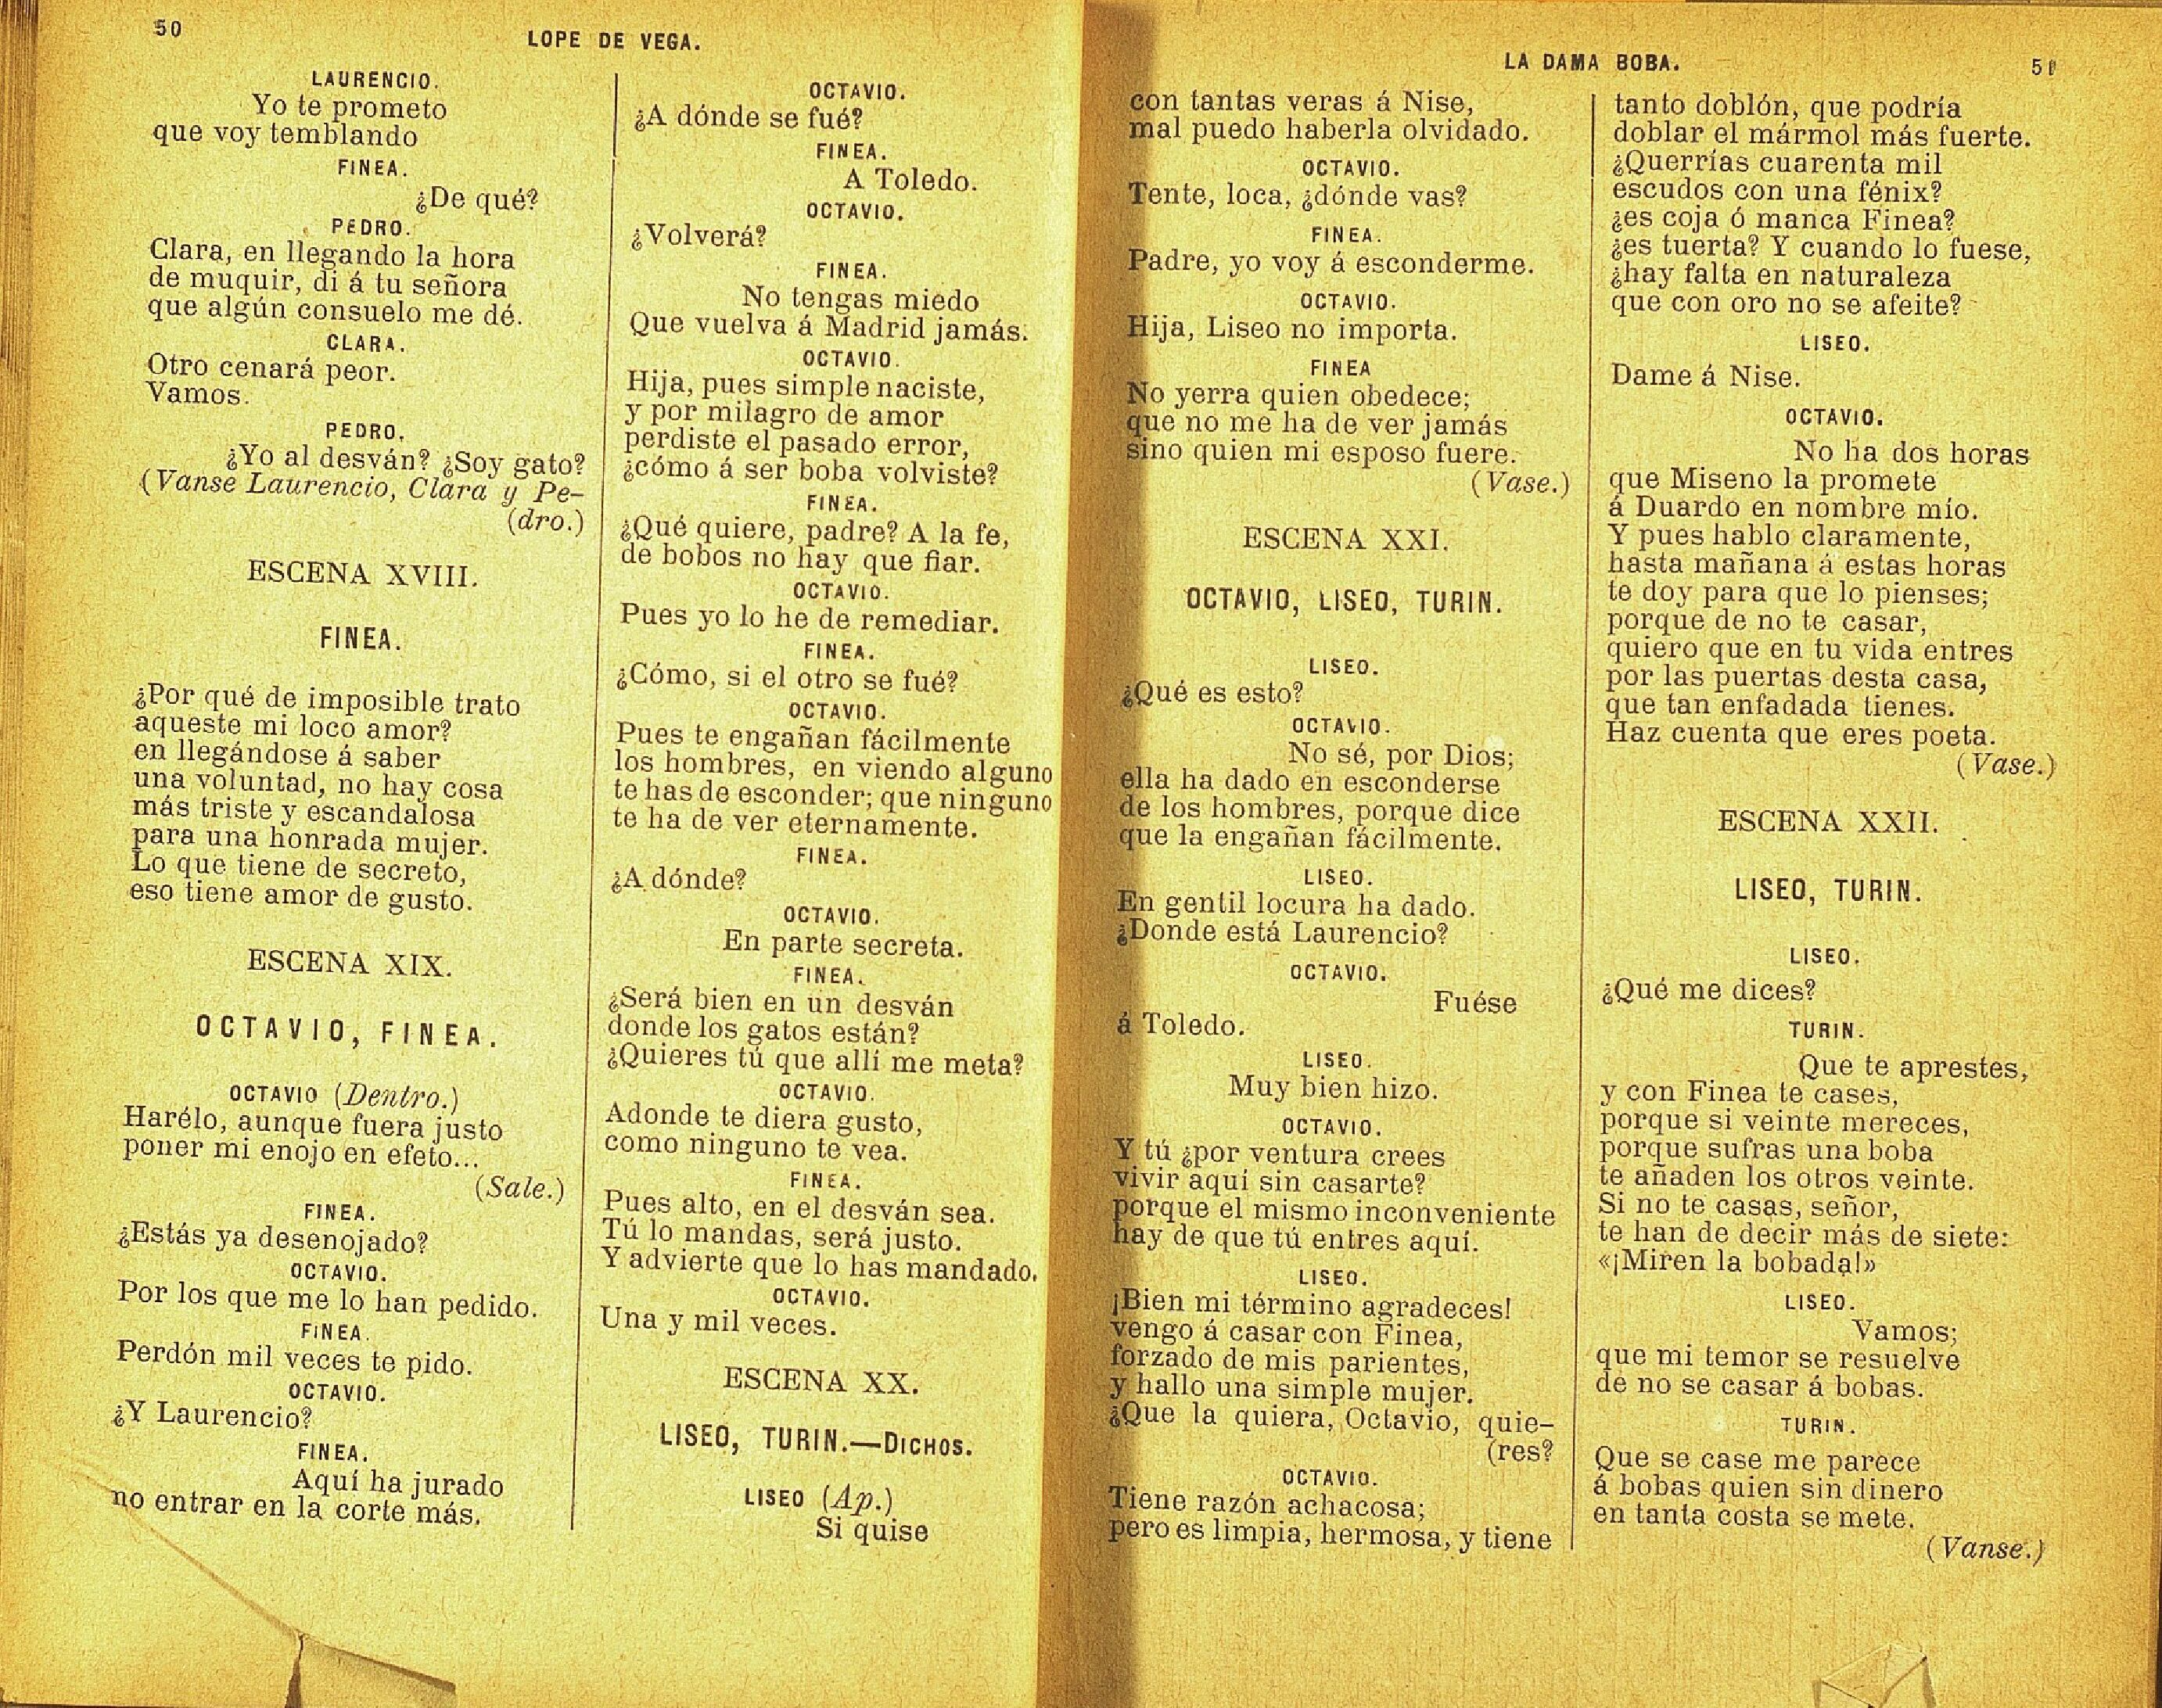 50
LOPE DE VEGA.
LAURENCIO.
Yo te prometo
que voy temblando
FINEA.
¿De qué?
PEDRO.
Clara, en llegando la hora
de muquir, di á tu señora
que algún consuelo me dé.
CLARA.
Otro cenará peor.
Vamos.
PEDRO.
¿Yo al desván? ¿Soy gato?
(Vanse Laurencio, Clara y Pe-
(dro.)
ESCENA XVIII.
FINEA.
¿Por qué de imposible trato
aqueste mi loco amor?
en llegándose á saber
una voluntad, no hay cosa
más triste y escandalosa
para una honrada mujer.
Lo que tiene de secreto,
eso tiene amor de gusto.
ESCENA XIX.
OCTAVIO, FINEA.
OCTAVIO (Dentro.)
Harélo, aunque fuera justo
poner mi enojo en efeto...
(Sale.)
FINEA.
¿Estás ya desenojado?
OCTAVIO.
Por los que me lo han pedido.
FINEA.
Perdón mil veces te pido.
OCTAVIO.
¿Y Laurencio?
FINEA.
Aquí ha jurado
no entrar en la corte más.
OCTAVIO.
¿A dónde se fué?
FINEA.
A Toledo.
OCTAVIO.
¿Volverá?
FINEA.
No tengas miedo
Que vuelva á Madrid jamás.
OCTAVIO.
Hija, pues simple naciste,
y por milagro de amor
perdiste el pasado error,
¿cómo á ser boba volviste?
FINEA.
¿Qué quiere, padre? A la fe,
de bobos no hay que fiar.
OCTAVIO.
Pues yo lo he de remediar.
FINEA.
¿Cómo, si el otro se fué?
OCTAVIO.
Pues te engañan fácilmente
los hombres, en viendo alguno
te has de esconder; que ninguno
te ha de ver eternamente.
FINEA.
¿A dónde?
OCTAVIO.
En parte secreta.
FINEA.
¿Será bien en un desván
donde los gatos están?
¿Quieres tú que allí me meta?
OCTAVIO.
Adonde te diera gusto,
como ninguno te vea.
FINEA.
Pues alto, en el desván sea.
Tú lo mandas, será justo.
Y advierte que lo has mandado.
OCTAVIO.
Una y mil veces.
ESCENA XX.
LISEO, TURIN.—DICHOS.
LISEO (Ap.)
Si quise
LA DAMA BOBA.
51
con tantas veras á Nise,
mal puedo haberla olvidado.
OCTAVIO.
Tente, loca, ¿dónde vas?
FINEA.
Padre, yo voy á esconderme.
OCTAVIO.
Hija, Liseo no importa.
FINEA
No yerra quien obedece;
que no me ha de ver jamás
sino quien mi esposo fuere.
(Vase.)
ESCENA XXI.
OCTAVIO, LISEO, TURIN.
LISEO.
¿Qué es esto?
OCTAVIO.
No sé, por Dios;
ella ha dado en esconderse
de los hombres, porque dice
que la engañan fácilmente.
LISEO.
En gentil locura ha dado.
¿Donde está Laurencio?
OCTAVIO.
Fuése
á Toledo.
LISEO.
Muy bien hizo.
OCTAVIO.
Y tú ¿por ventura crees
vivir aquí sin casarte?
porque el mismo inconveniente
hay de que tú entres aquí.
LISEO.
¡Bien mi término agradeces!
vengo á casar con Finea,
forzado de mis parientes,
y hallo una simple mujer.
¿Que la quiera, Octavio, quie-
(res?
OCTAVIO.
Tiene razón achacosa;
pero es limpia, hermosa, y tiene
tanto doblón, que podría
doblar el mármol más fuerte.
¿Querrías cuarenta mil
escudos con una fénix?
¿es coja ó manca Finea?
¿es tuerta? Y cuando lo fuese,
¿hay falta en naturaleza
que con oro no se afeite?
LISEO.
Dame á Nise.
OCTAVIO.
No ha dos horas
que Miseno la promete
á Duardo en nombre mío.
Y pues hablo claramente,
hasta mañana á estas horas
te doy para que lo pienses;
porque de no te casar,
quiero que en tu vida entres
por las puertas desta casa,
que tan enfadada tienes.
Haz cuenta que eres poeta.
(Vase.)
ESCENA XXII.
LISEO, TURIN.
LISEO.
¿Qué me dices?
TURIN.
Que te aprestes,
y con Finea te cases,
porque si veinte mereces,
porque sufras una boba
te añaden los otros veinte.
Si no te casas, señor,
te han de decir más de siete:
«¡Miren la bobada!»
LISEO.
Vamos;
que mi temor se resuelve
de no se casar á bobas.
TURIN.
Que se case me parece
á bobas quien sin dinero
en tanta costa se mete.
(Vanse.)